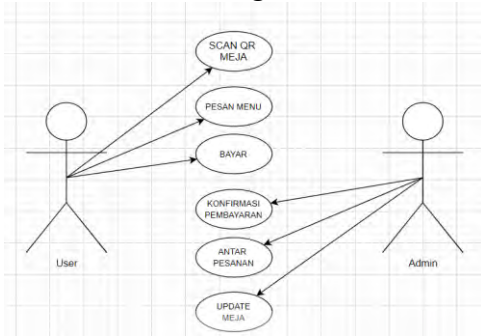 SCAN QR
MEJA
PESAN MENU
BAYAR
KONFIRMASI
PEMBAYARAN
ANTAR
PESANAN
UPDATE
MEJA
User
Admin